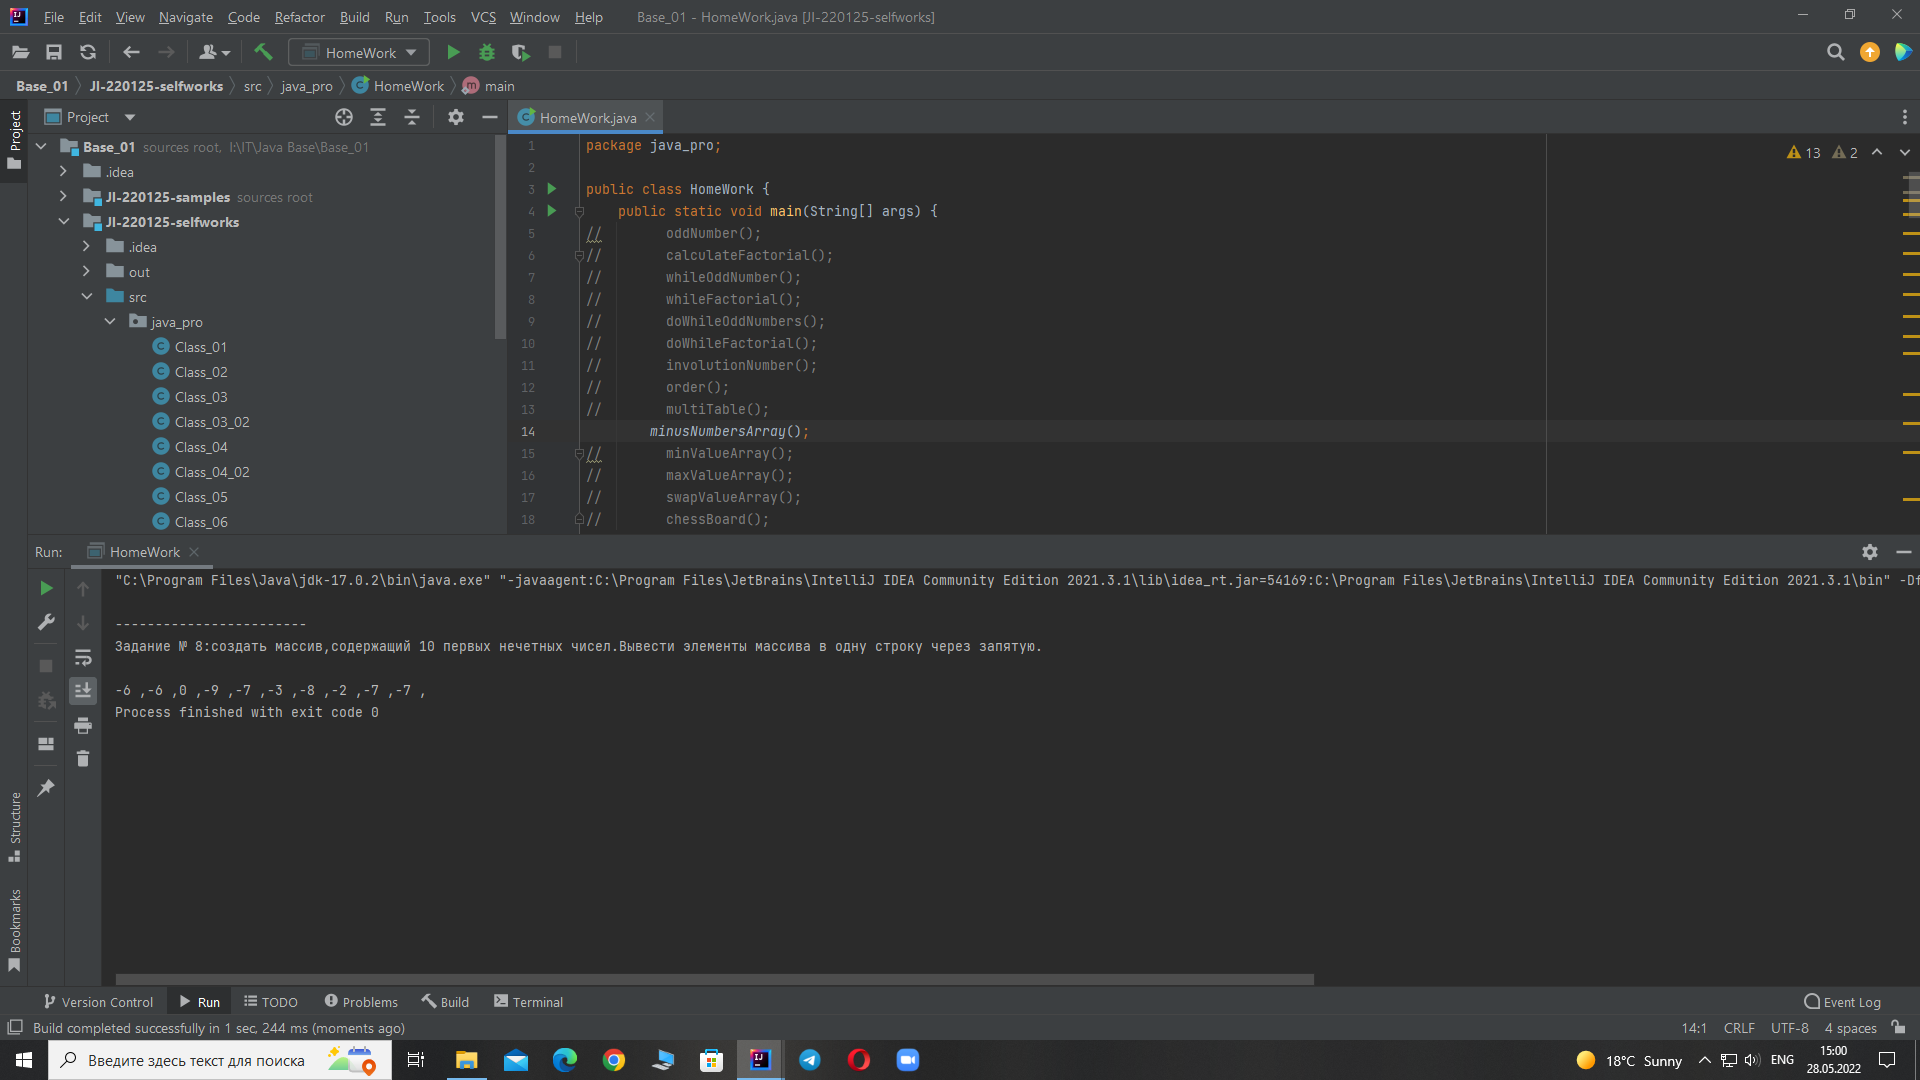 File Edit View Navigate Code Refactor Build Run Tools VCS Window Help Base_01 - HomeWork.java [JI-220125-selfworks]
HomeWork
Base_01 JI-220125-selfworks src java_pro HomeWork main
Project
Project
HomeWork.java
Base_01 sources root, I:\IT\Java Base\Base_01
.idea
JI-220125-samples sources root
JI-220125-selfworks
.idea
out
src
java_pro
Class_01
Class_02
Class_03
Class_03_02
Class_04
Class_04_02
Class_05
Class_06
13 2
1 package java_pro;
2
3 public class HomeWork {
4 public static void main(String[] args) {
5 // oddNumber();
6 // calculateFactorial();
7 // whileOddNumber();
8 // whileFactorial();
9 // doWhileOddNumbers();
10 // doWhileFactorial();
11 // involutionNumber();
12 // order();
13 // multiTable();
14 minusNumbersArray();
15 // minValueArray();
16 // maxValueArray();
17 // swapValueArray();
18 // chessBoard();
Run: HomeWork
"C:\Program Files\Java\jdk-17.0.2\bin\java.exe" "-javaagent:C:\Program Files\JetBrains\IntelliJ IDEA Community Edition 2021.3.1\lib\idea_rt.jar=54169:C:\Program Files\JetBrains\IntelliJ IDEA Community Edition 2021.3.1\bin" -Df
------------------------
Задание № 8:создать массив,содержащий 10 первых нечетных чисел.Вывести элементы массива в одну строку через запятую.
-6 ,-6 ,0 ,-9 ,-7 ,-3 ,-8 ,-2 ,-7 ,-7 ,
Process finished with exit code 0
Structure
Bookmarks
Version Control Run TODO Problems Build Terminal Event Log
Build completed successfully in 1 sec, 244 ms (moments ago) 14:1 CRLF UTF-8 4 spaces
Введите здесь текст для поиска 18°C Sunny ENG 15:00
28.05.2022